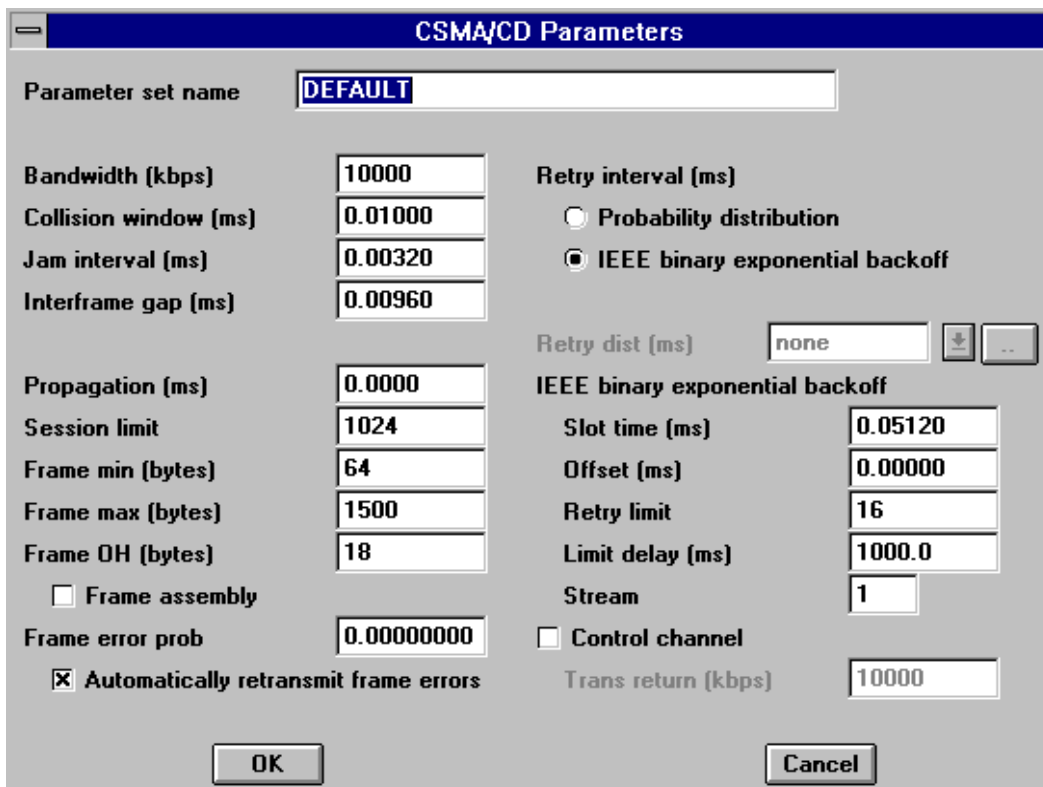 CSMA/CD Parameters
Parameter set name DEFAULT
Bandwidth (kbps) 10000
Collision window (ms) 0.01000
Jam interval (ms) 0.00320
Interframe gap (ms) 0.00960
Propagation (ms) 0.0000
Session limit 1024
Frame min (bytes) 64
Frame max (bytes) 1500
Frame OH (bytes) 18
Frame assembly
Frame error prob 0.00000000
Automatically retransmit frame errors
Retry interval (ms)
Probability distribution
IEEE binary exponential backoff
Retry dist (ms) none ..
IEEE binary exponential backoff
Slot time (ms) 0.05120
Offset (ms) 0.00000
Retry limit 16
Limit delay (ms) 1000.0
Stream 1
Control channel
Trans return (kbps) 10000
OK Cancel